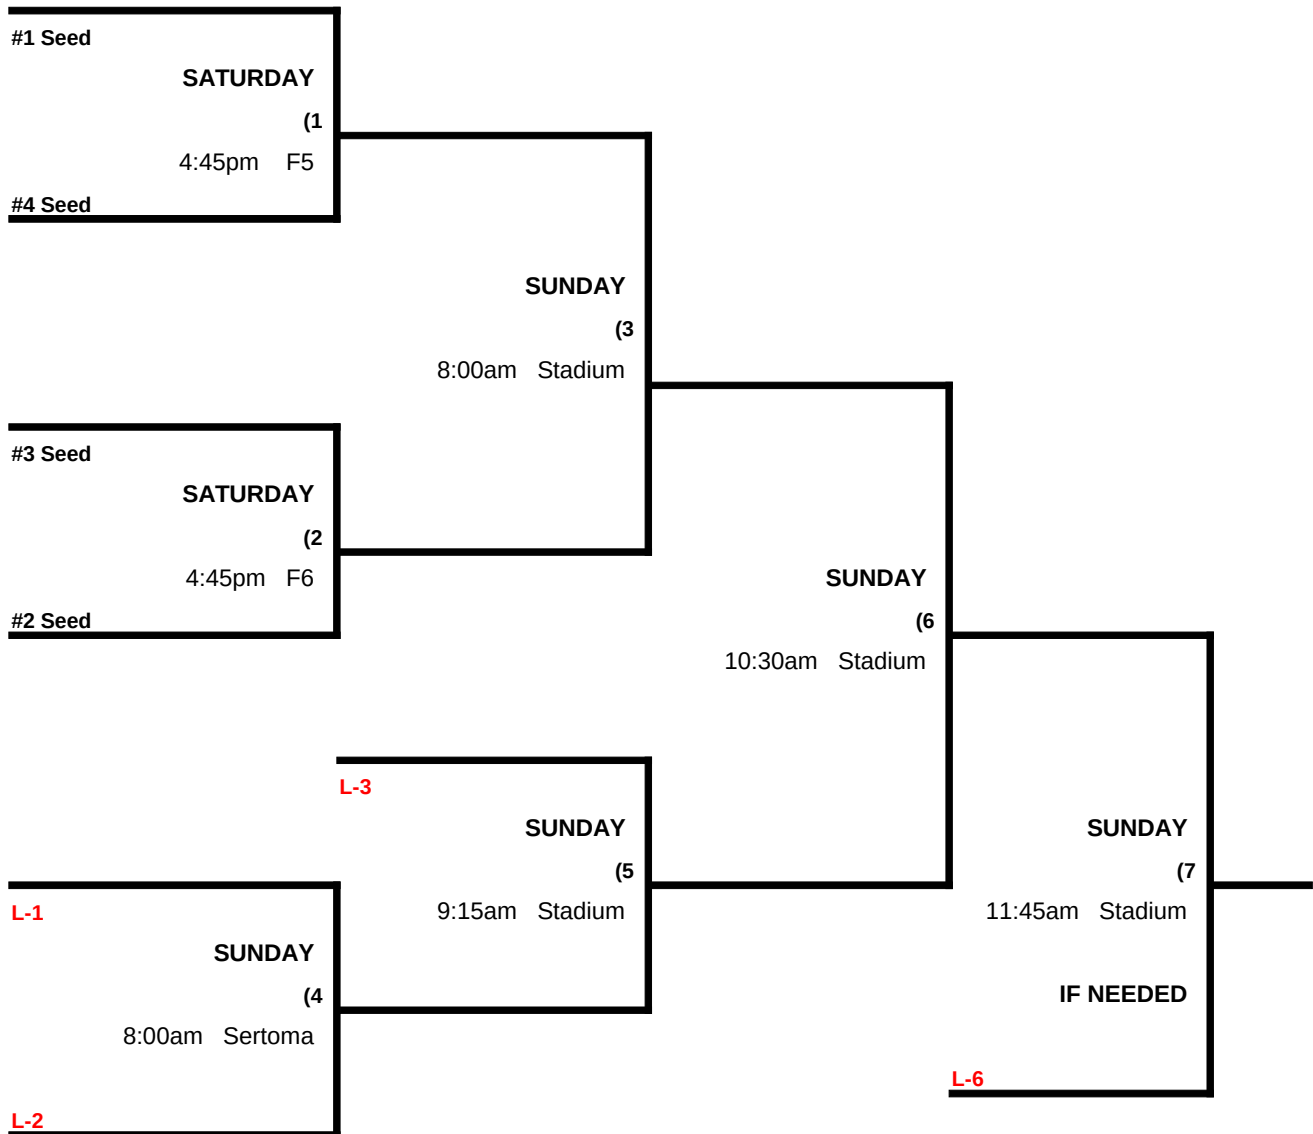 #1 Seed
SATURDAY
(1
4:45pm F5
#4 Seed
SUNDAY
(3
8:00am Stadium
#3 Seed
SATURDAY
(2
4:45pm F6
#2 Seed
SUNDAY
(6
10:30am Stadium
L-3
SUNDAY
(5
9:15am Stadium
SUNDAY
(7
11:45am Stadium
IF NEEDED
L-6
L-1
SUNDAY
(4
8:00am Sertoma
L-2